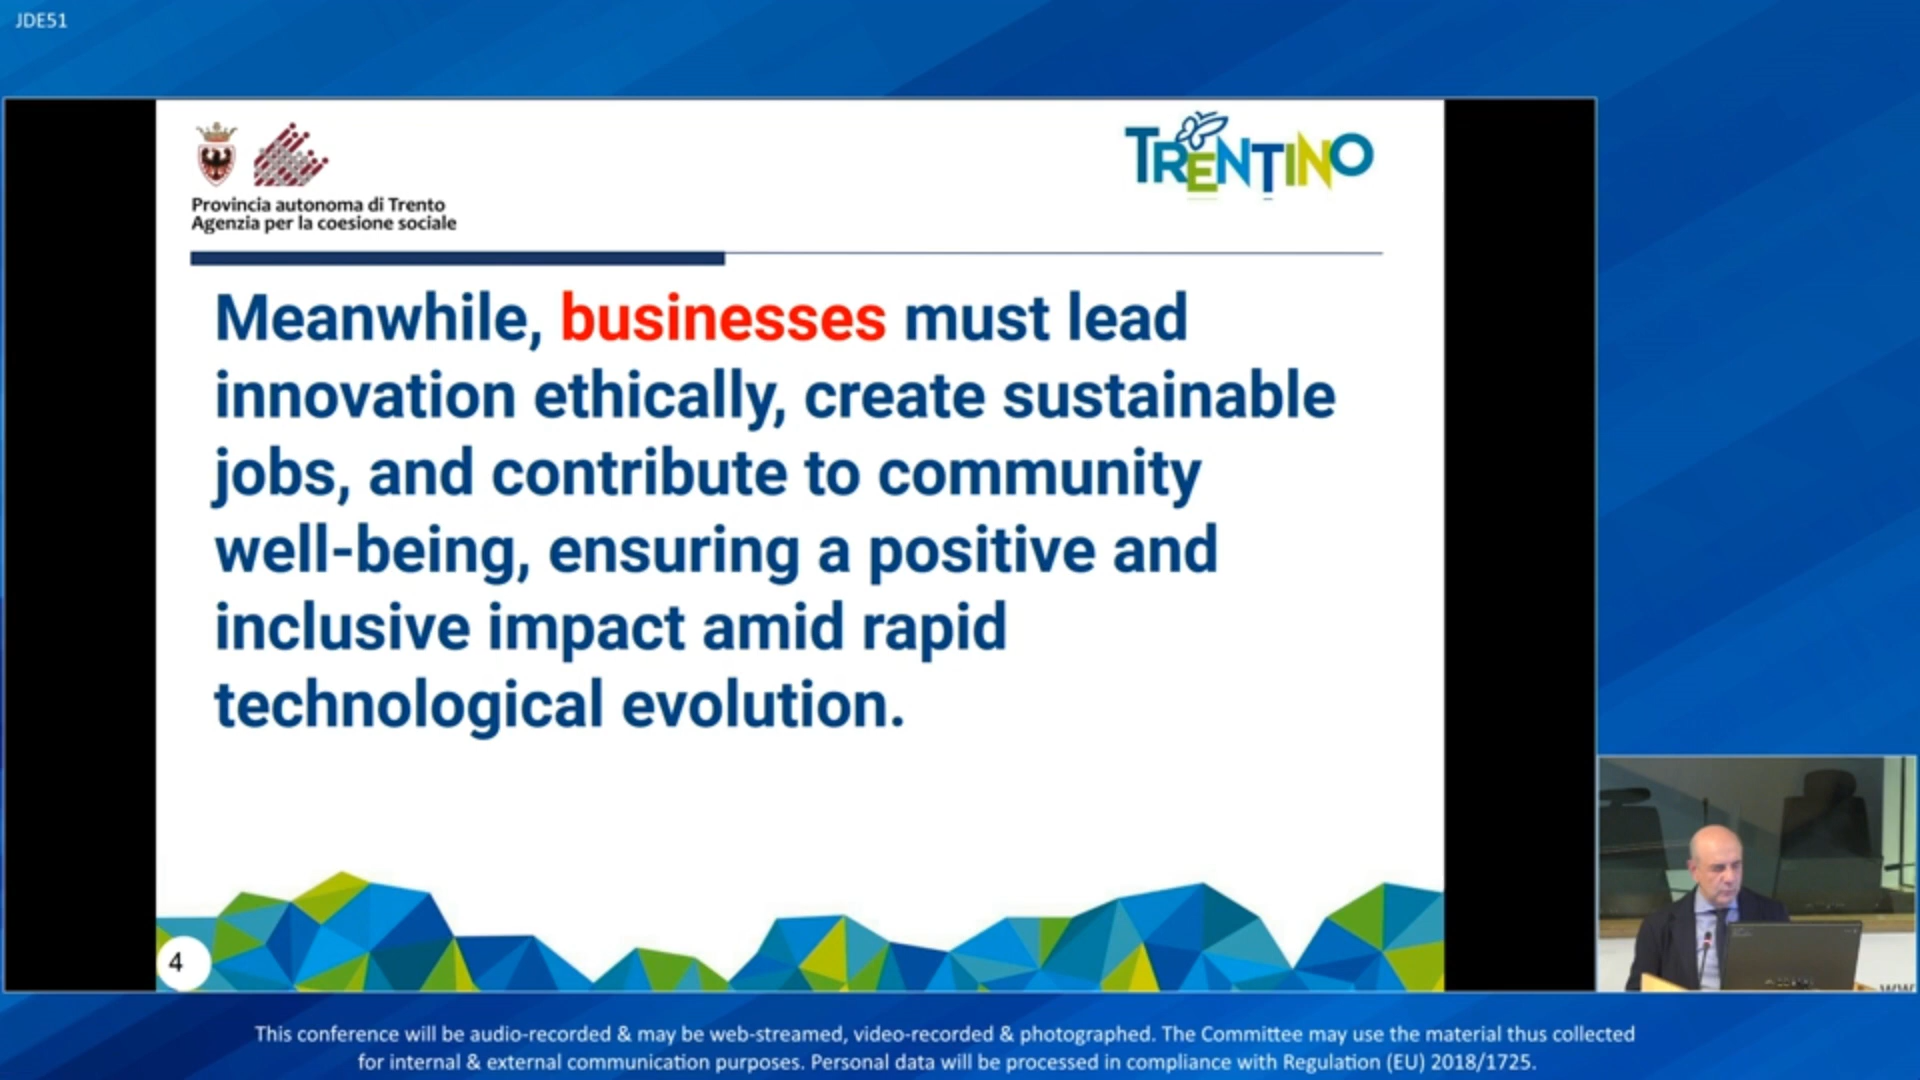 JDE51
Provincia autonoma di Trento
Agenzia per la coesione sociale
TRENTINO
Meanwhile, businesses must lead
innovation ethically, create sustainable
jobs, and contribute to community
well-being, ensuring a positive and
inclusive impact amid rapid
technological evolution.
4
This conference will be audio-recorded & may be web-streamed, video-recorded & photographed. The Committee may use the material thus collected
for internal & external communication purposes. Personal data will be processed in compliance with Regulation (EU) 2018/1725.